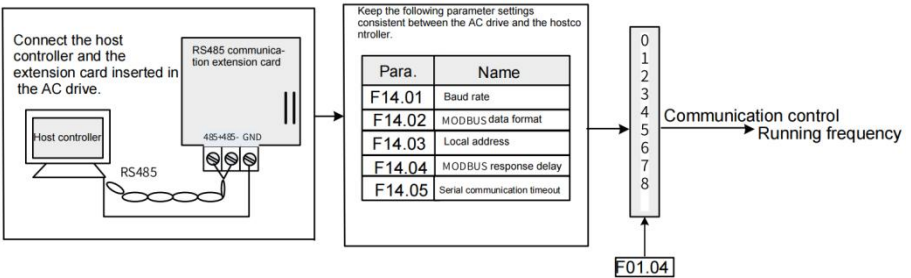 Connect the host
controller and the
extension card inserted in
the AC drive.
RS485 communica-
tion extension card
Host controller
485+485- GND
RS485
Keep the following parameter settings
consistent between the AC drive and the hostco
ntroller.
Para. Name
F14.01 Baud rate
F14.02 MODBUS data format
F14.03 Local address
F14.04 MODBUS response delay
F14.05 Serial communication timeout
0
1
2
3
4
5
6
7
8
Communication control
Running frequency
F01.04